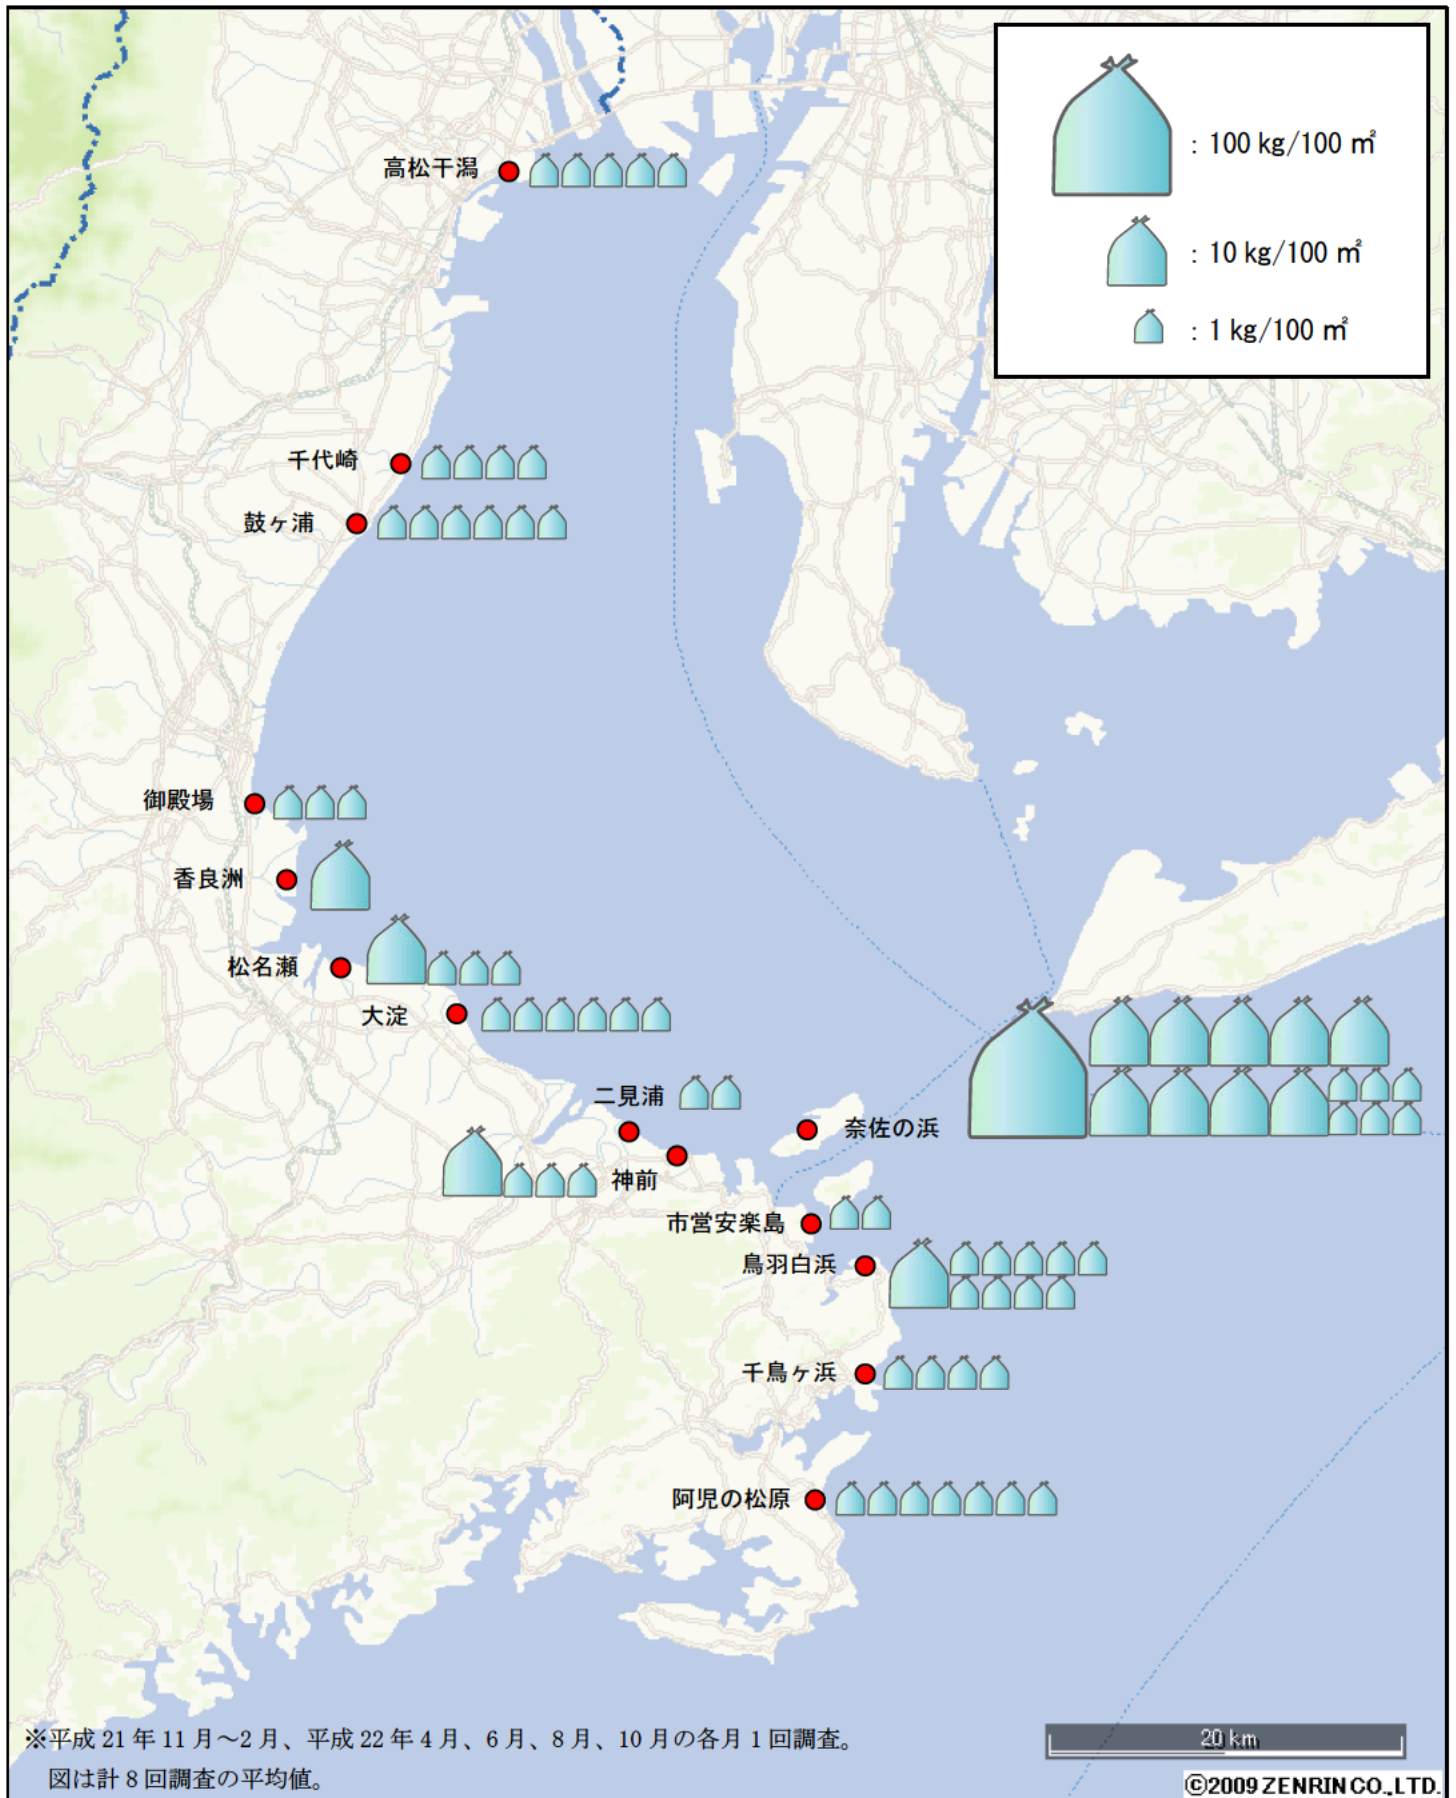 : 100 kg/100 ㎡
: 10 kg/100 ㎡
: 1 kg/100 ㎡
高松干潟
千代崎
鼓ヶ浦
御殿場
香良洲
松名瀬
大淀
二見浦
奈佐の浜
神前
市営安楽島
鳥羽白浜
千鳥ヶ浜
阿児の松原
※平成 21 年 11 月～2 月、平成 22 年 4 月、6 月、8 月、10 月の各月 1 回調査。
図は計 8 回調査の平均値。
20 km
©2009 ZENRIN CO.,LTD.